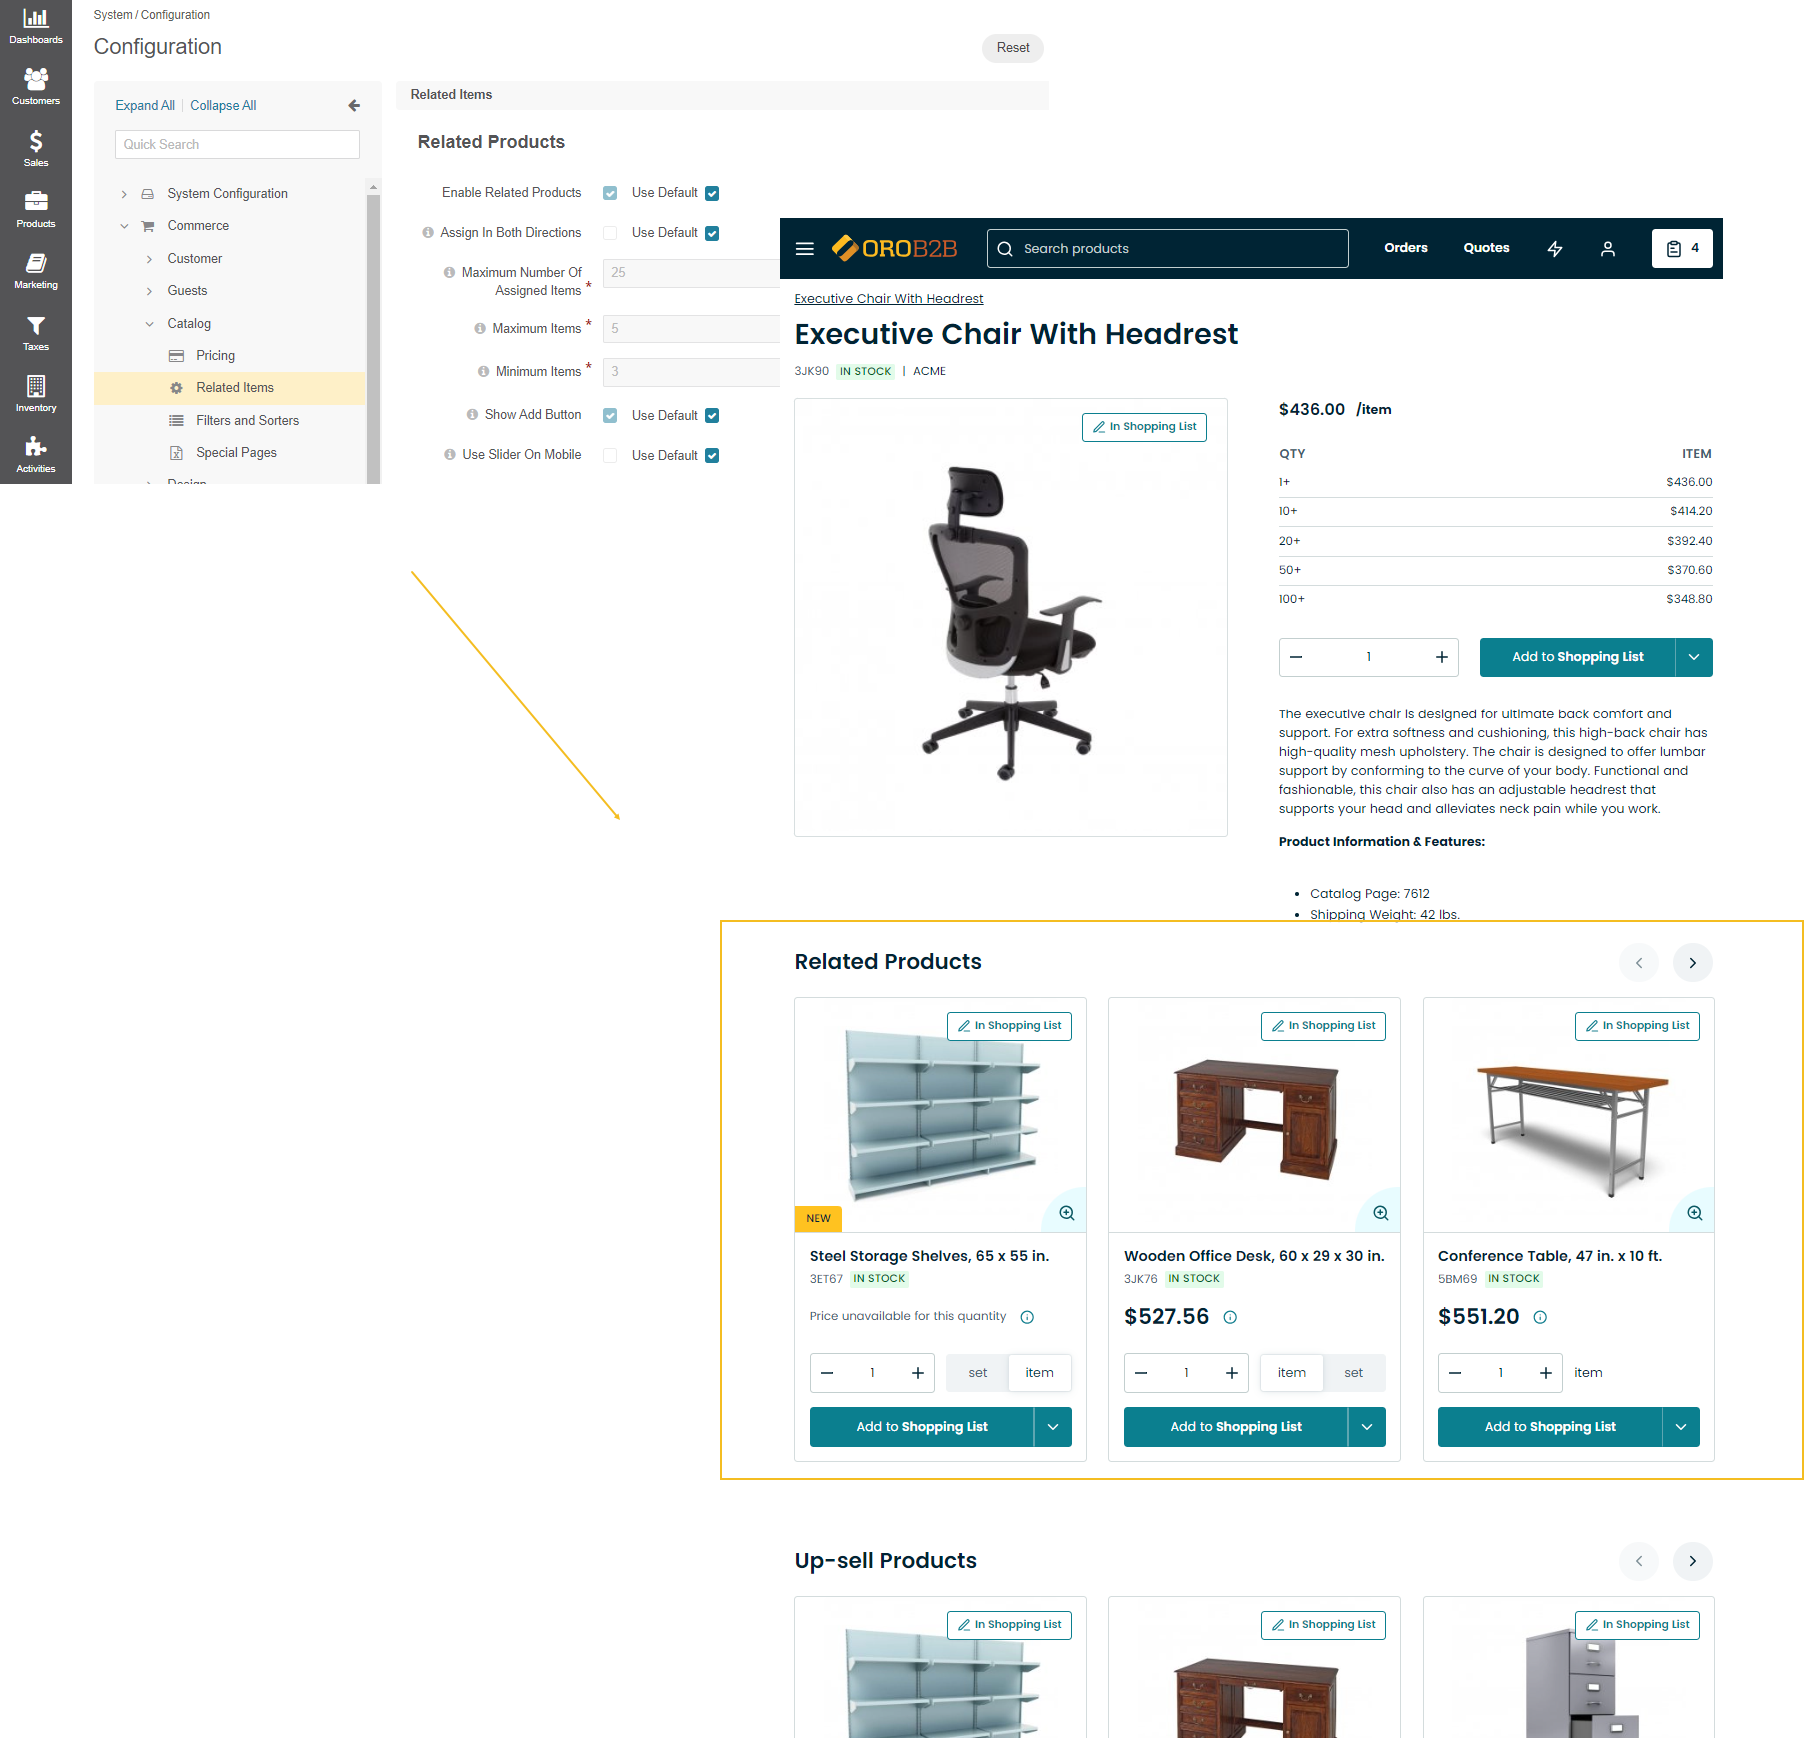 Dashboards
Customers
Sales
Products
Marketing
Taxes
Inventory
Activities
System / Configuration
Configuration
Reset
Expand All | Collapse All
Quick Search
System Configuration
Commerce
Customer
Guests
Catalog
Pricing
Related Items
Filters and Sorters
Special Pages
Design
Related Items
Related Products
Enable Related Products Use Default
Assign In Both Directions Use Default
Maximum Number Of
Assigned Items * 25
Maximum Items * 5
Minimum Items * 3
Show Add Button Use Default
Use Slider On Mobile Use Default
OROB2B Search products Orders Quotes 4
Executive Chair With Headrest
Executive Chair With Headrest
3JK90 IN STOCK | ACME
In Shopping List
$436.00 /item
QTY ITEM
1+ $436.00
10+ $414.20
20+ $392.40
50+ $370.60
100+ $348.80
1 Add to Shopping List
The executive chair is designed for ultimate back comfort and
support. For extra softness and cushioning, this high-back chair has
high-quality mesh upholstery. The chair is designed to offer lumbar
support by conforming to the curve of your body. Functional and
fashionable, this chair also has an adjustable headrest that
supports your head and alleviates neck pain while you work.
Product Information & Features:
• Catalog Page: 7612
• Shipping Weight: 42 lbs.
Related Products
In Shopping List
NEW
Steel Storage Shelves, 65 x 55 in.
3ET67 IN STOCK
Price unavailable for this quantity
1 set item
Add to Shopping List
In Shopping List
Wooden Office Desk, 60 x 29 x 30 in.
3JK76 IN STOCK
$527.56
1 item set
Add to Shopping List
In Shopping List
Conference Table, 47 in. x 10 ft.
5BM69 IN STOCK
$551.20
1 item
Add to Shopping List
Up-sell Products
In Shopping List
In Shopping List
In Shopping List